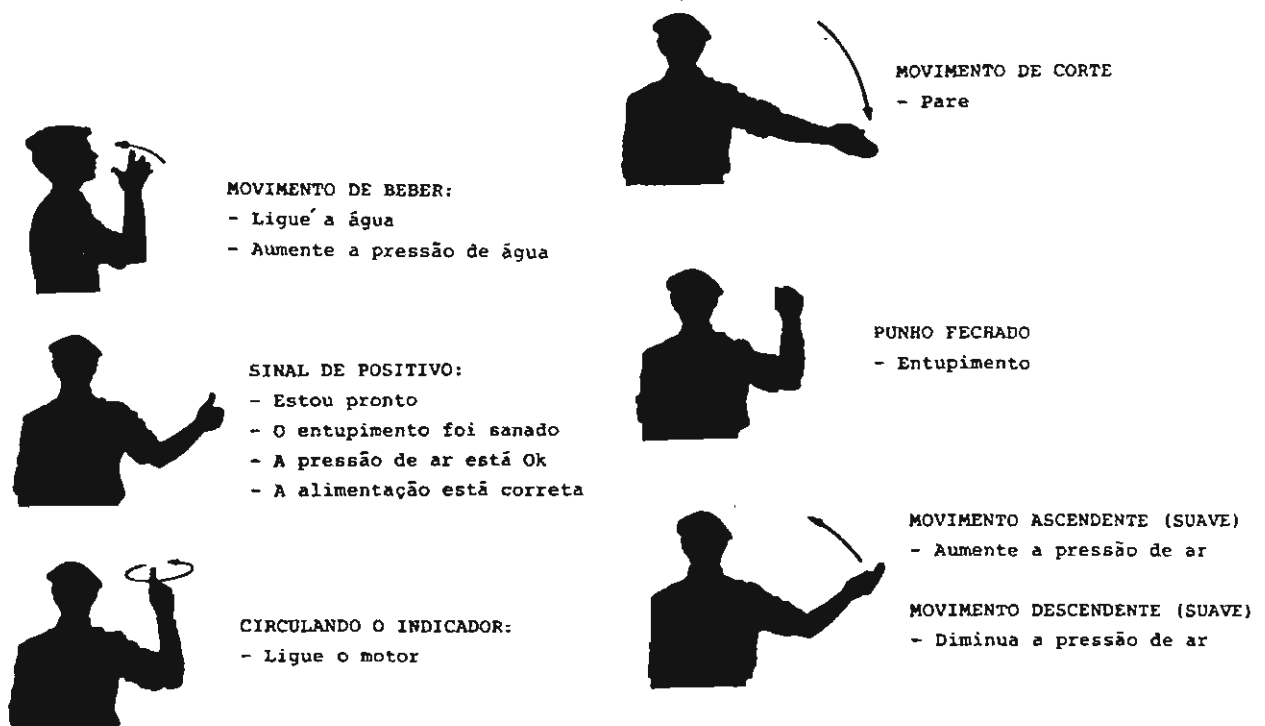 MOVIMENTO DE BEBER:
- Ligue a água
- Aumente a pressão de água
SINAL DE POSITIVO:
- Estou pronto
- O entupimento foi sanado
- A pressão de ar está Ok
- A alimentação está correta
CIRCULANDO O INDICADOR:
- Ligue o motor
MOVIMENTO DE CORTE
- Pare
PUNHO FECHADO
- Entupimento
MOVIMENTO ASCENDENTE (SUAVE)
- Aumente a pressão de ar
MOVIMENTO DESCENDENTE (SUAVE)
- Diminua a pressão de ar